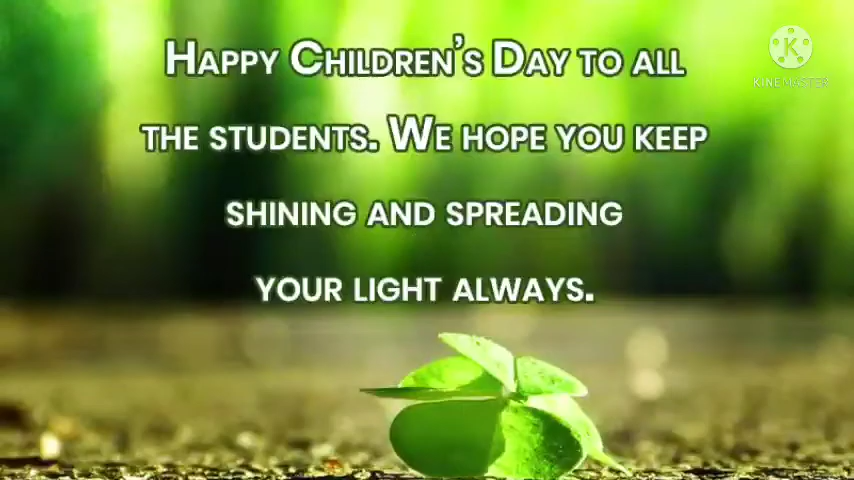 Happy Children's Day to all
the students. We hope you keep
shining and spreading
your light always.
K
KINEMASTER